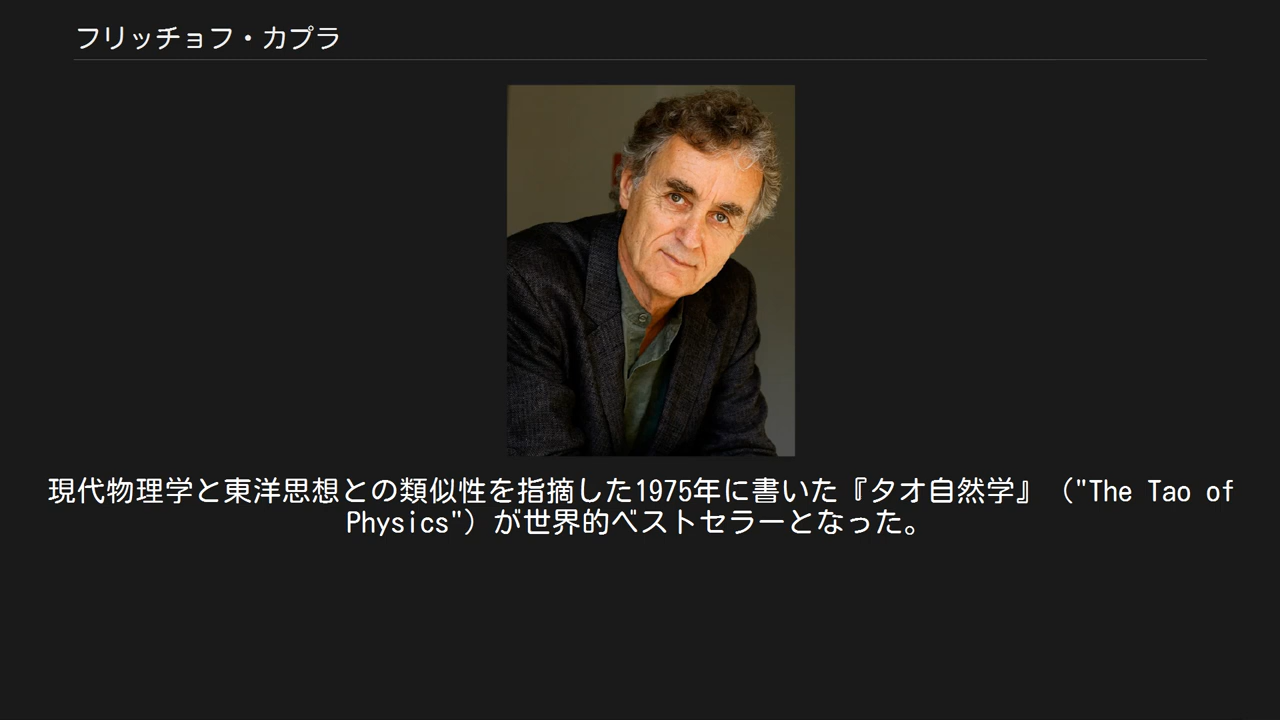 フリッチョフ・カプラ
現代物理学と東洋思想との類似性を指摘した1975年に書いた『タオ自然学』（"The Tao of
Physics"）が世界的ベストセラーとなった。